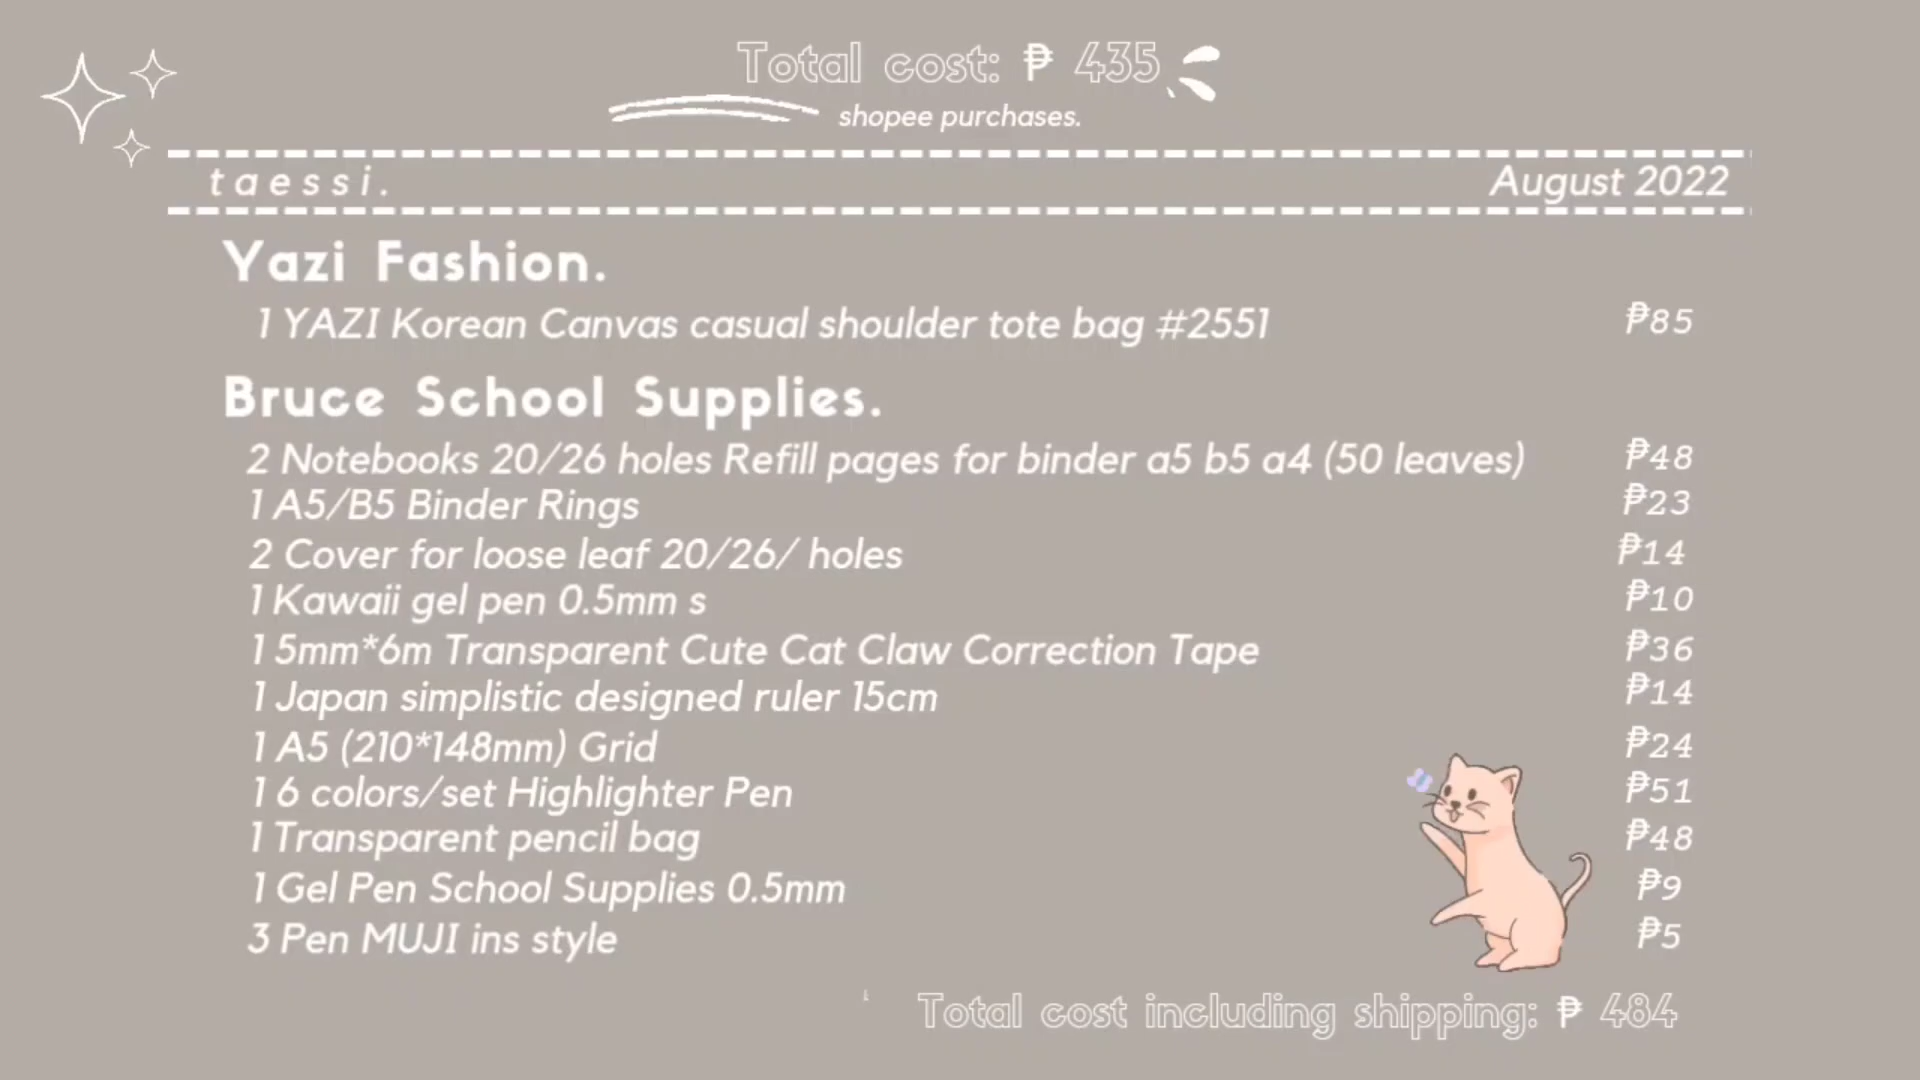 Total cost: ₱ 435
shopee purchases.
taessi.
August 2022
Yazi Fashion.
1 YAZI Korean Canvas casual shoulder tote bag #2551 ₱85
Bruce School Supplies.
2 Notebooks 20/26 holes Refill pages for binder a5 b5 a4 (50 leaves) ₱48
1 A5/B5 Binder Rings ₱23
2 Cover for loose leaf 20/26/ holes ₱14
1 Kawaii gel pen 0.5mm s ₱10
1 5mm*6m Transparent Cute Cat Claw Correction Tape ₱36
1 Japan simplistic designed ruler 15cm ₱14
1 A5 (210*148mm) Grid ₱24
1 6 colors/set Highlighter Pen ₱51
1 Transparent pencil bag ₱48
1 Gel Pen School Supplies 0.5mm ₱9
3 Pen MUJI ins style ₱5
Total cost including shipping: ₱ 484